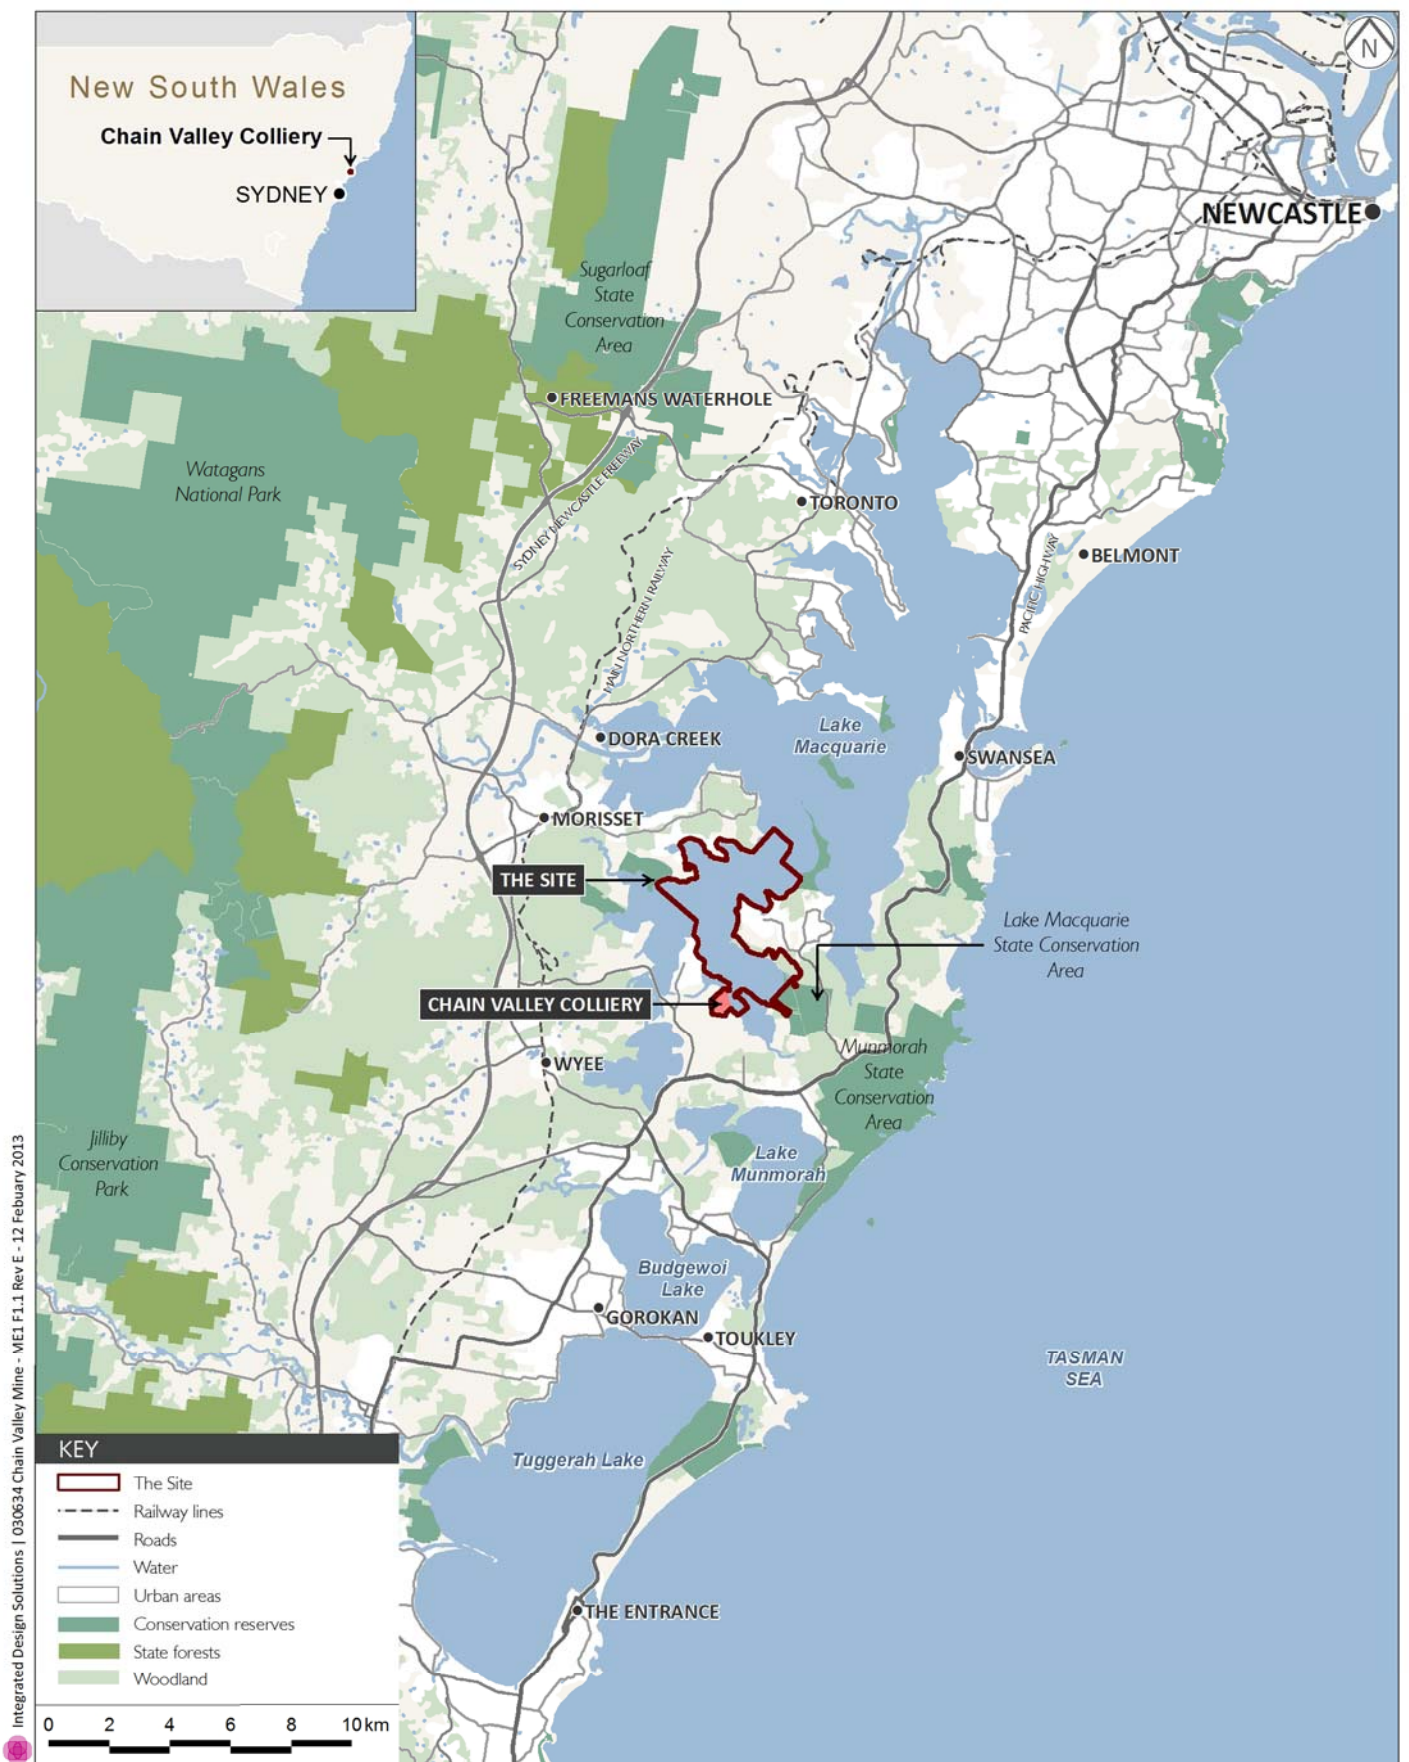 New South Wales
Chain Valley Colliery
SYDNEY
N
NEWCASTLE
Sugarloaf
State
Conservation
Area
FREEMANS WATERHOLE
Watagans
National Park
SYDNEY NEWCASTLE FREEWAY
TORONTO
BELMONT
PACIFIC HIGHWAY
MAIN NORTHERN RAILWAY
Lake
Macquarie
DORA CREEK
SWANSEA
MORISSET
THE SITE
Lake Macquarie
State Conservation
Area
CHAIN VALLEY COLLIERY
Munmorah
State
Conservation
Area
WYEE
Jilliby
Conservation
Park
Lake
Munmorah
Budgewoi
Lake
GOROKAN
TOUKLEY
TASMAN
SEA
Tuggerah Lake
THE ENTRANCE
KEY
The Site
Railway lines
Roads
Water
Urban areas
Conservation reserves
State forests
Woodland
0 2 4 6 8 10 km
Integrated Design Solutions | 030634 Chain Valley Mine - ME1 F1.1 Rev E - 12 Febuary 2013